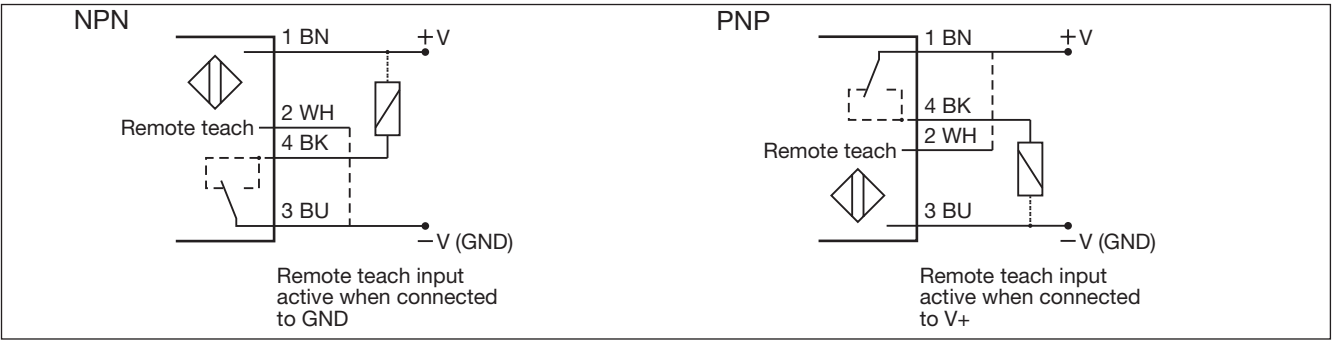 NPN
1 BN
+V
2 WH
Remote teach
4 BK
3 BU
–V (GND)
Remote teach input
active when connected
to GND
PNP
1 BN
+V
4 BK
2 WH
Remote teach
3 BU
–V (GND)
Remote teach input
active when connected
to V+